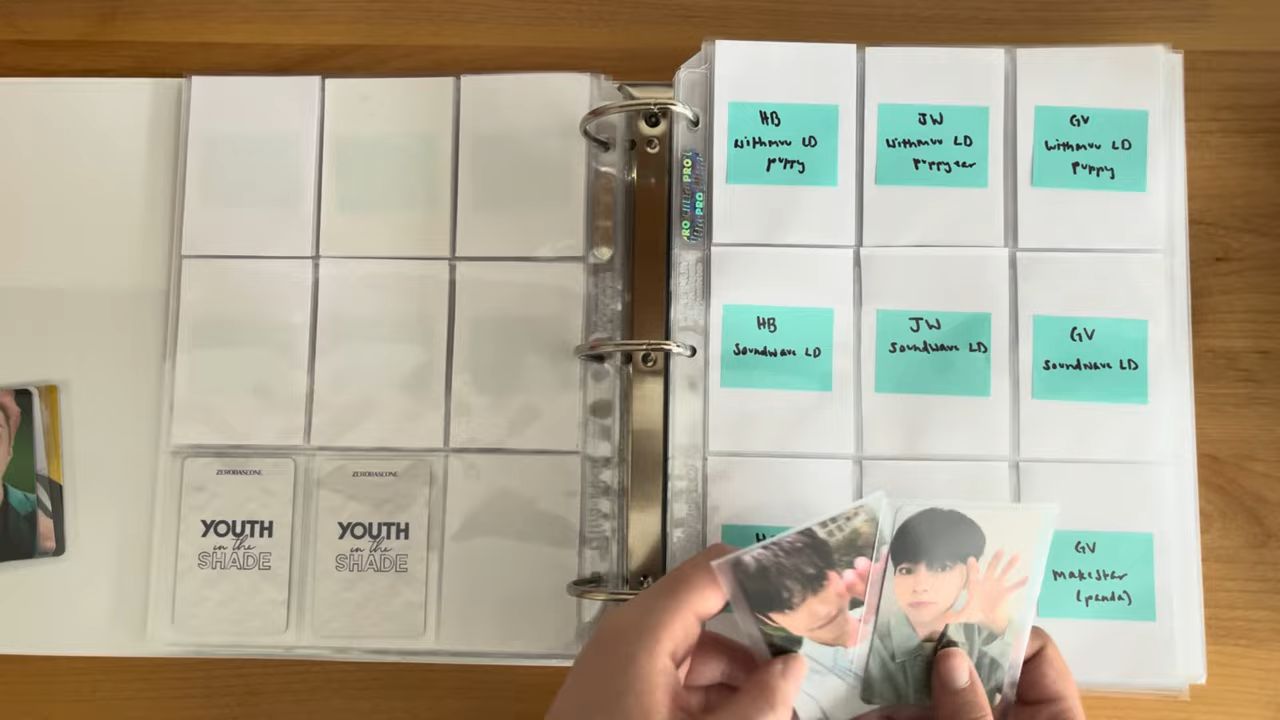 HB
withmuu LD
puppy
JW
withmuu LD
puppy ear
GV
withmuu LD
puppy
HB
Soundwave LD
JW
Soundwave LD
GV
Soundwave LD
GV
Makestar
(panda)
ZEROBASEONE
YOUTH
in the
SHADE
ZEROBASEONE
YOUTH
in the
SHADE